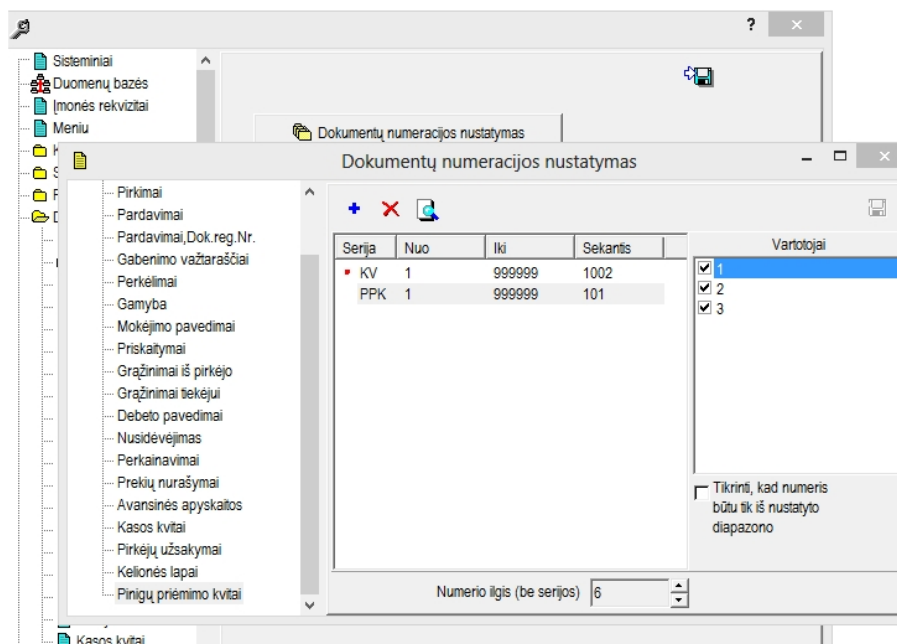 ?
Sisteminiai
Duomenų bazės
Įmonės rekvizitai
Meniu
Dokumentų numeracijos nustatymas
Dokumentų numeracijos nustatymas
Pirkimai
Pardavimai
Pardavimai,Dok.reg.Nr.
Gabenimo važtaraščiai
Perkėlimai
Gamyba
Mokėjimo pavedimai
Priskaitymai
Grąžinimai iš pirkėjo
Grąžinimai tiekėjui
Debeto pavedimai
Nusidėvėjimas
Perkainavimai
Prekių nurašymai
Avansinės apyskaitos
Kasos kvitai
Pirkėjų užsakymai
Kelionės lapai
Pinigų priėmimo kvitai
Serija Nuo Iki Sekantis
KV 1 999999 1002
PPK 1 999999 101
Vartotojai
1
2
3
Tikrinti, kad numeris
būtu tik iš nustatyto
diapazono
Numerio ilgis (be serijos) 6
Kasos kvitai